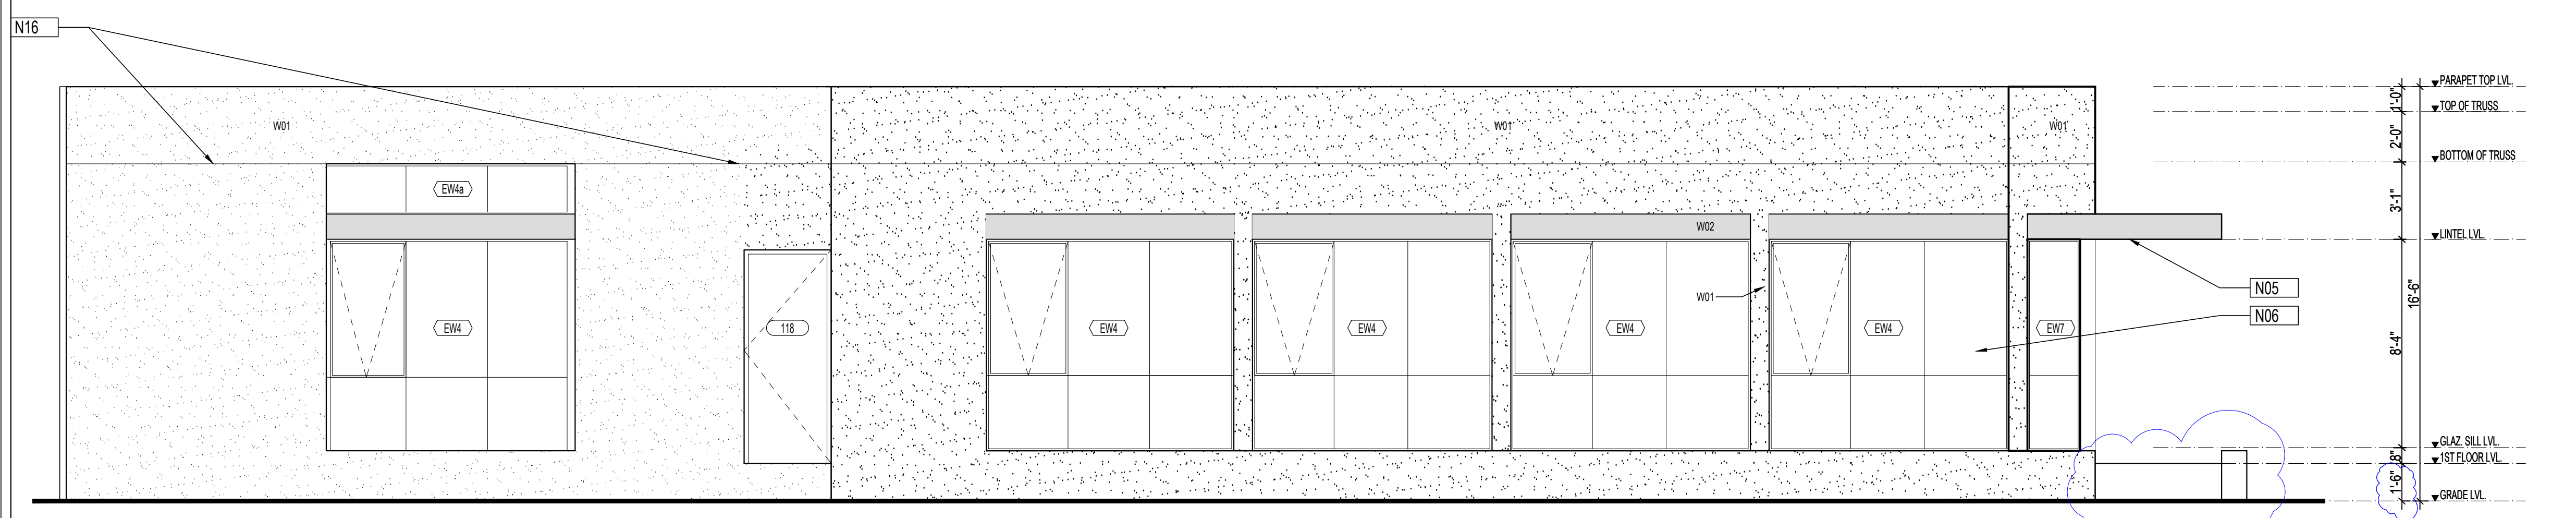 N16
PARAPET TOP LVL.
1'-0"
TOP OF TRUSS
W01
W01
W01
2'-0"
BOTTOM OF TRUSS
EW4a
3'-1"
W02
LINTEL LVL.
N05
16'-6"
W01
N06
EW4
118
EW4
EW4
EW4
EW4
EW7
8'-4"
GLAZ. SILL LVL.
8"
1ST FLOOR LVL.
1'-6"
GRADE LVL.